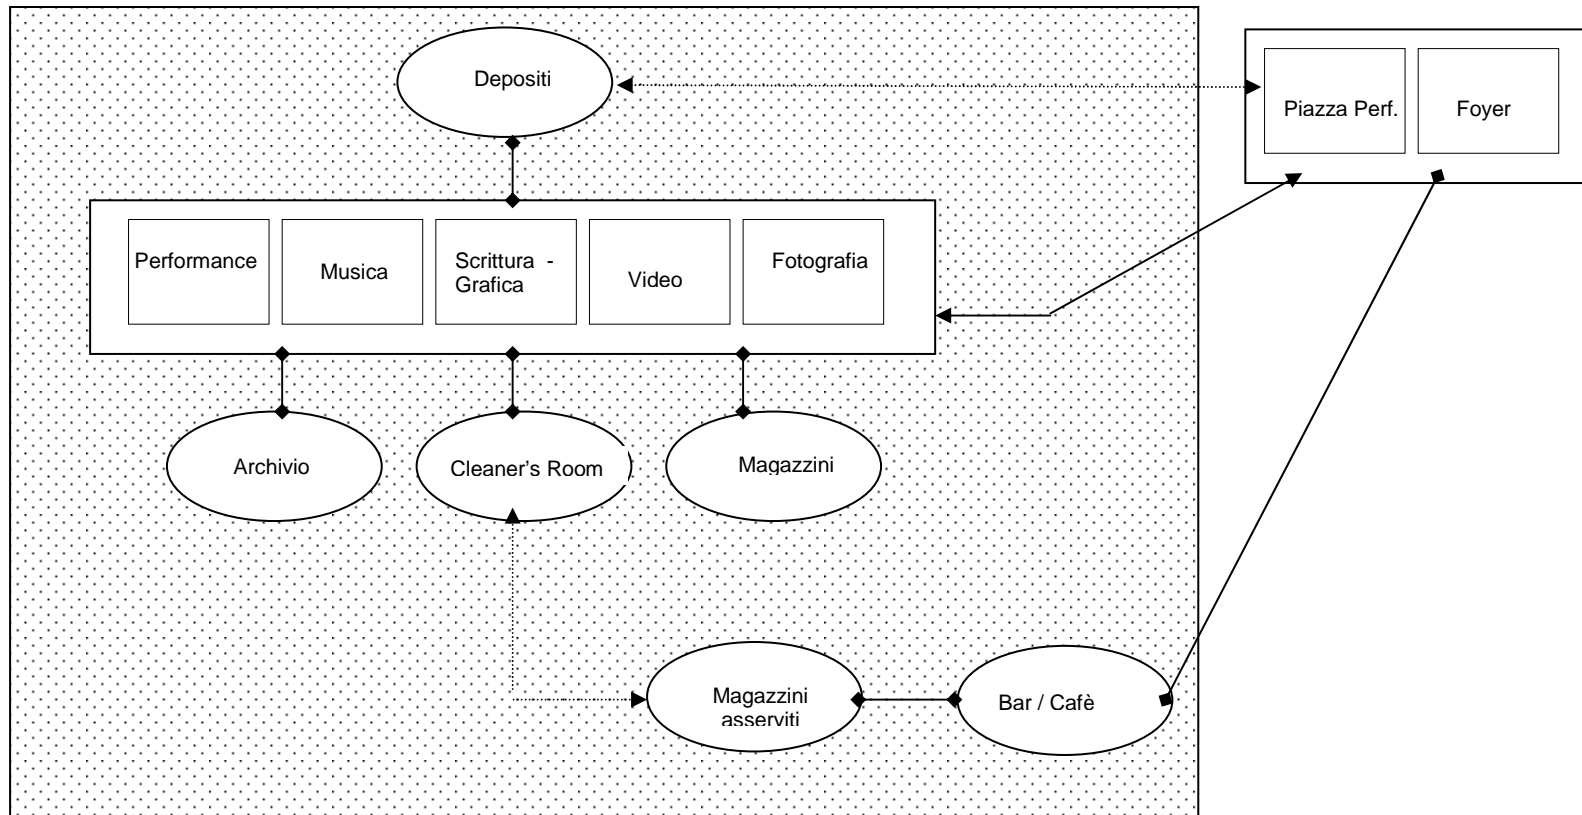 Depositi
Piazza Perf.
Foyer
Performance
Musica
Scrittura -
Grafica
Video
Fotografia
Archivio
Cleaner's Room
Magazzini
Magazzini
asserviti
Bar / Cafè